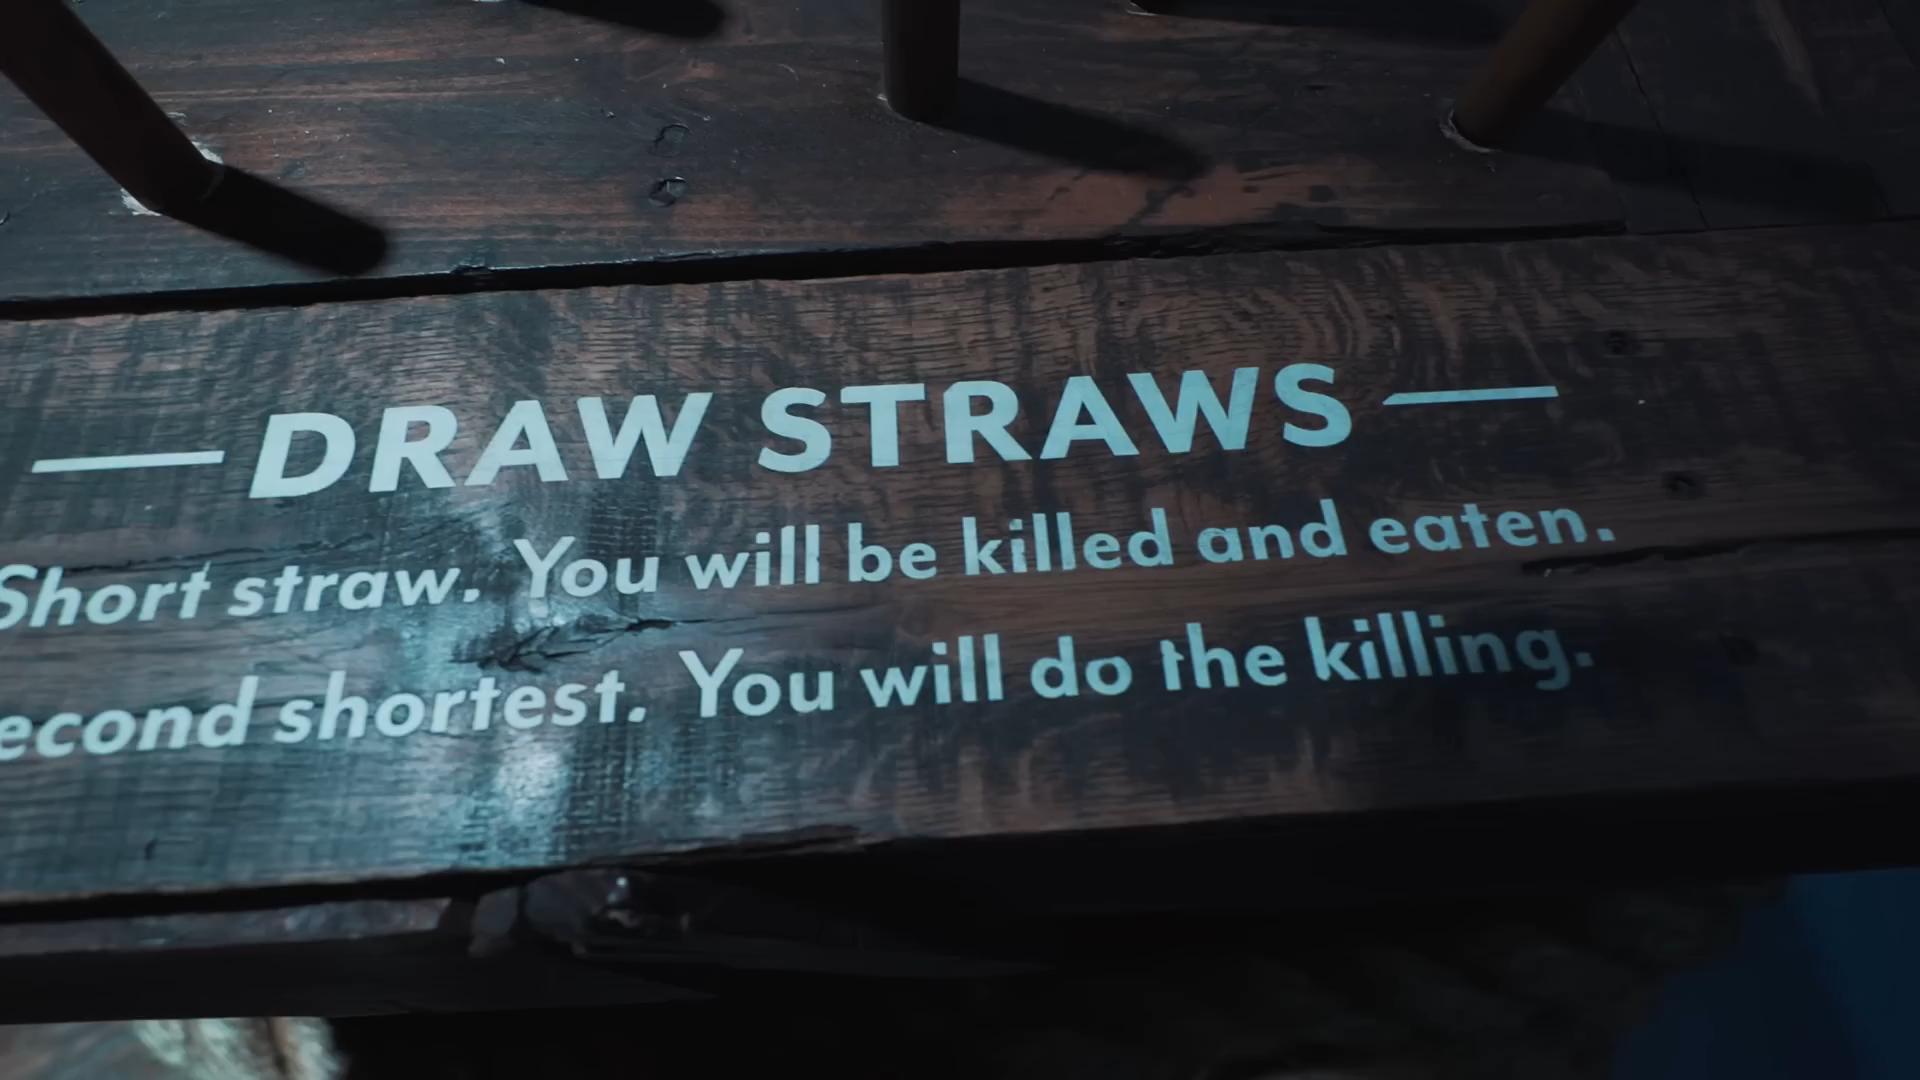 — DRAW STRAWS —
Short straw. You will be killed and eaten.
econd shortest. You will do the killing.